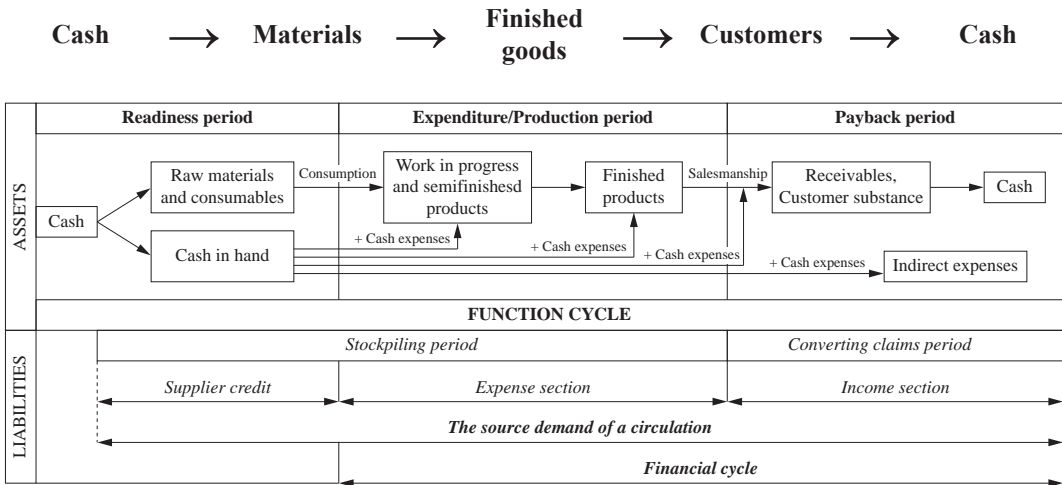 Cash → Materials → Finished goods → Customers → Cash
Readiness period
Expenditure/Production period
Payback period
ASSETS
Cash
Raw materials
and consumables
Consumption
Work in progress
and semifinishesd
products
Finished
products
Salesmanship
Receivables,
Customer substance
Cash
Cash in hand
+ Cash expenses
+ Cash expenses
+ Cash expenses
+ Cash expenses
Indirect expenses
FUNCTION CYCLE
LIABILITIES
Stockpiling period
Converting claims period
Supplier credit
Expense section
Income section
The source demand of a circulation
Financial cycle